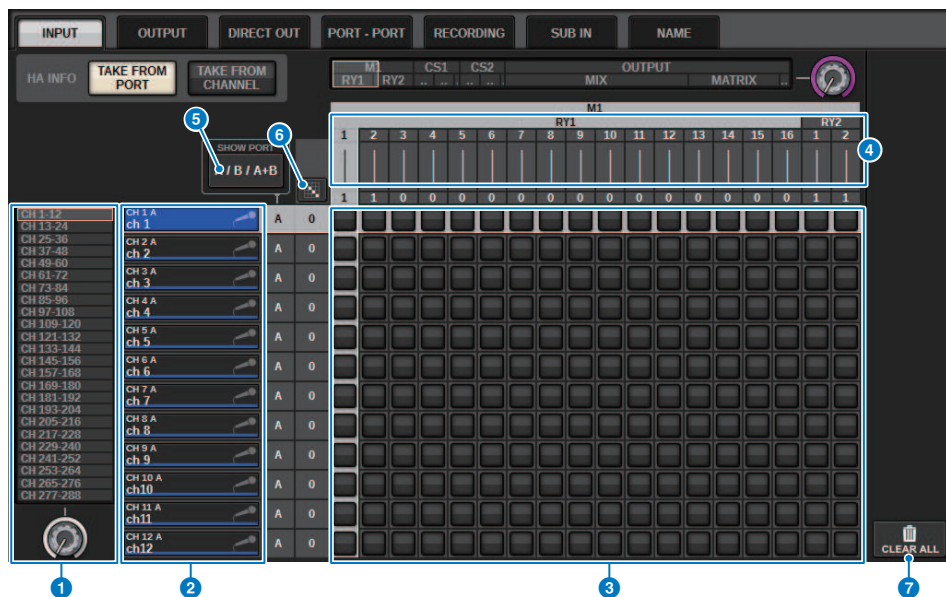 INPUT OUTPUT DIRECT OUT PORT - PORT RECORDING SUB IN NAME
HA INFO TAKE FROM PORT TAKE FROM CHANNEL
M1 CS1 CS2 OUTPUT
RY1 RY2 .. .. .. .. MIX MATRIX ..
M1
RY1 RY2
1 2 3 4 5 6 7 8 9 10 11 12 13 14 15 16 1 2
4
5
6
SHOW PORT
/ B / A+B
T
1 1 0 0 0 0 0 0 0 0 0 0 0 0 0 0 1 1
CH 1-12
CH 13-24
CH 25-36
CH 37-48
CH 49-60
CH 61-72
CH 73-84
CH 85-96
CH 97-108
CH 109-120
CH 121-132
CH 133-144
CH 145-156
CH 157-168
CH 169-180
CH 181-192
CH 193-204
CH 205-216
CH 217-228
CH 229-240
CH 241-252
CH 253-264
CH 265-276
CH 277-288
CH 1 A
ch 1 A 0
CH 2 A
ch 2 A 0
CH 3 A
ch 3 A 0
CH 4 A
ch 4 A 0
CH 5 A
ch 5 A 0
CH 6 A
ch 6 A 0
CH 7 A
ch 7 A 0
CH 8 A
ch 8 A 0
CH 9 A
ch 9 A 0
CH 10 A
ch10 A 0
CH 11 A
ch11 A 0
CH 12 A
ch12 A 0
CLEAR ALL
1 2 3 7